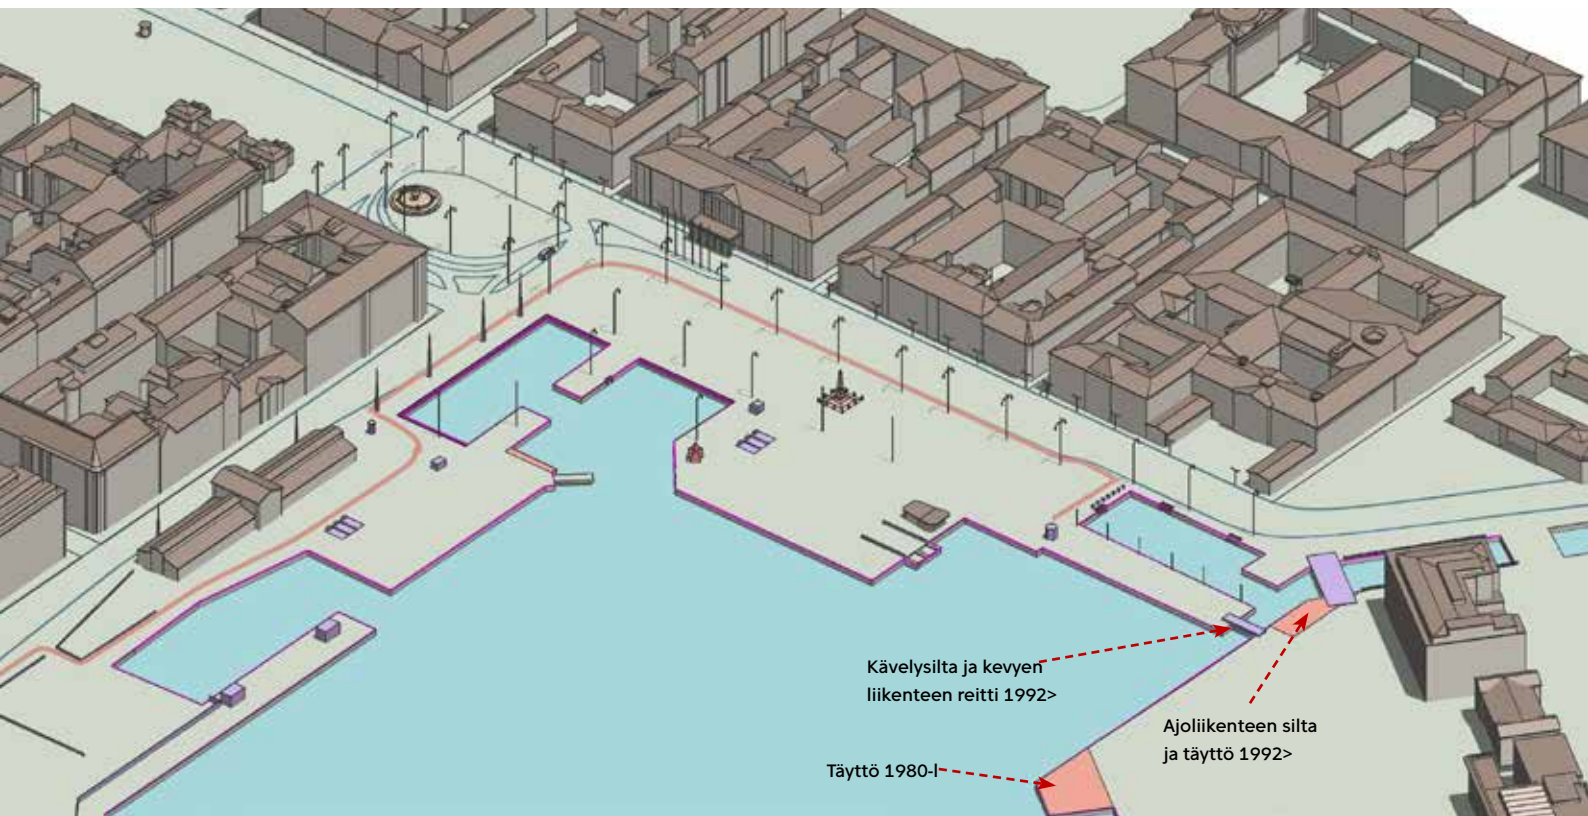 Kävelysilta ja kevyen
liikenteen reitti 1992>
Ajoliikenteen silta
ja täyttö 1992>
Täyttö 1980-l